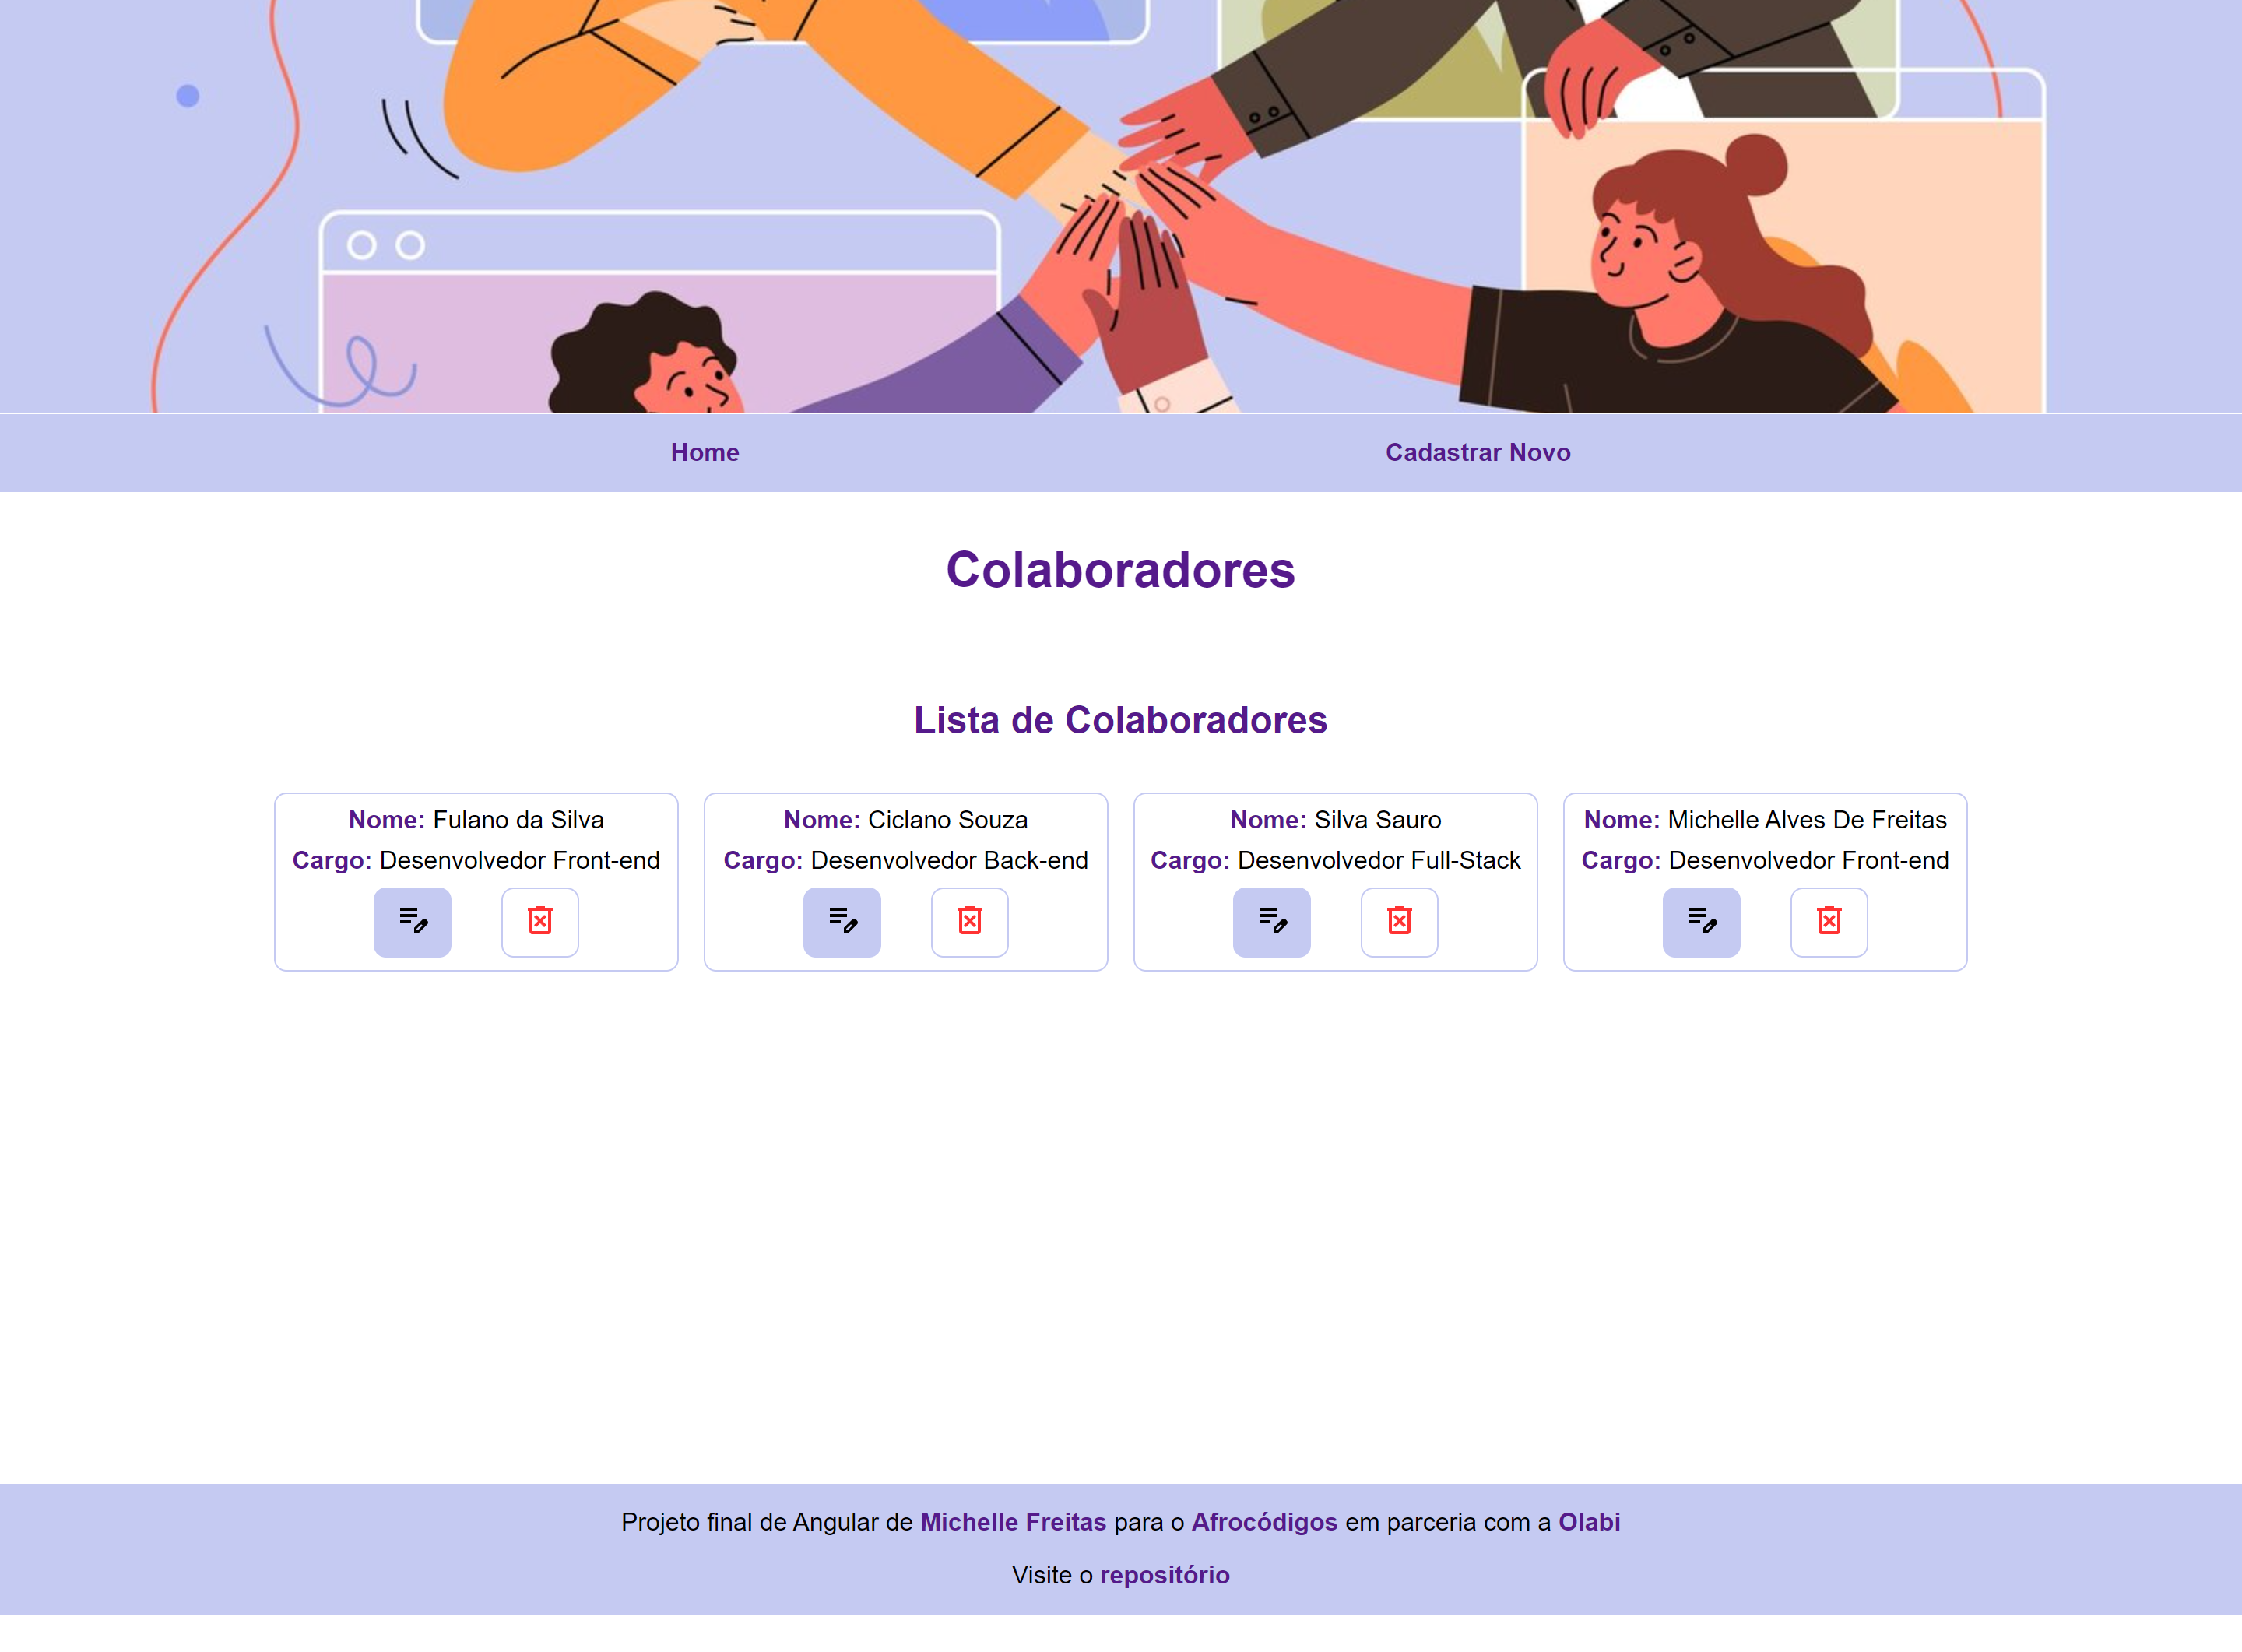 Home
Cadastrar Novo
Colaboradores
Lista de Colaboradores
Nome: Fulano da Silva
Cargo: Desenvolvedor Front-end
Nome: Ciclano Souza
Cargo: Desenvolvedor Back-end
Nome: Silva Sauro
Cargo: Desenvolvedor Full-Stack
Nome: Michelle Alves De Freitas
Cargo: Desenvolvedor Front-end
Projeto final de Angular de Michelle Freitas para o Afrocódigos em parceria com a Olabi
Visite o repositório